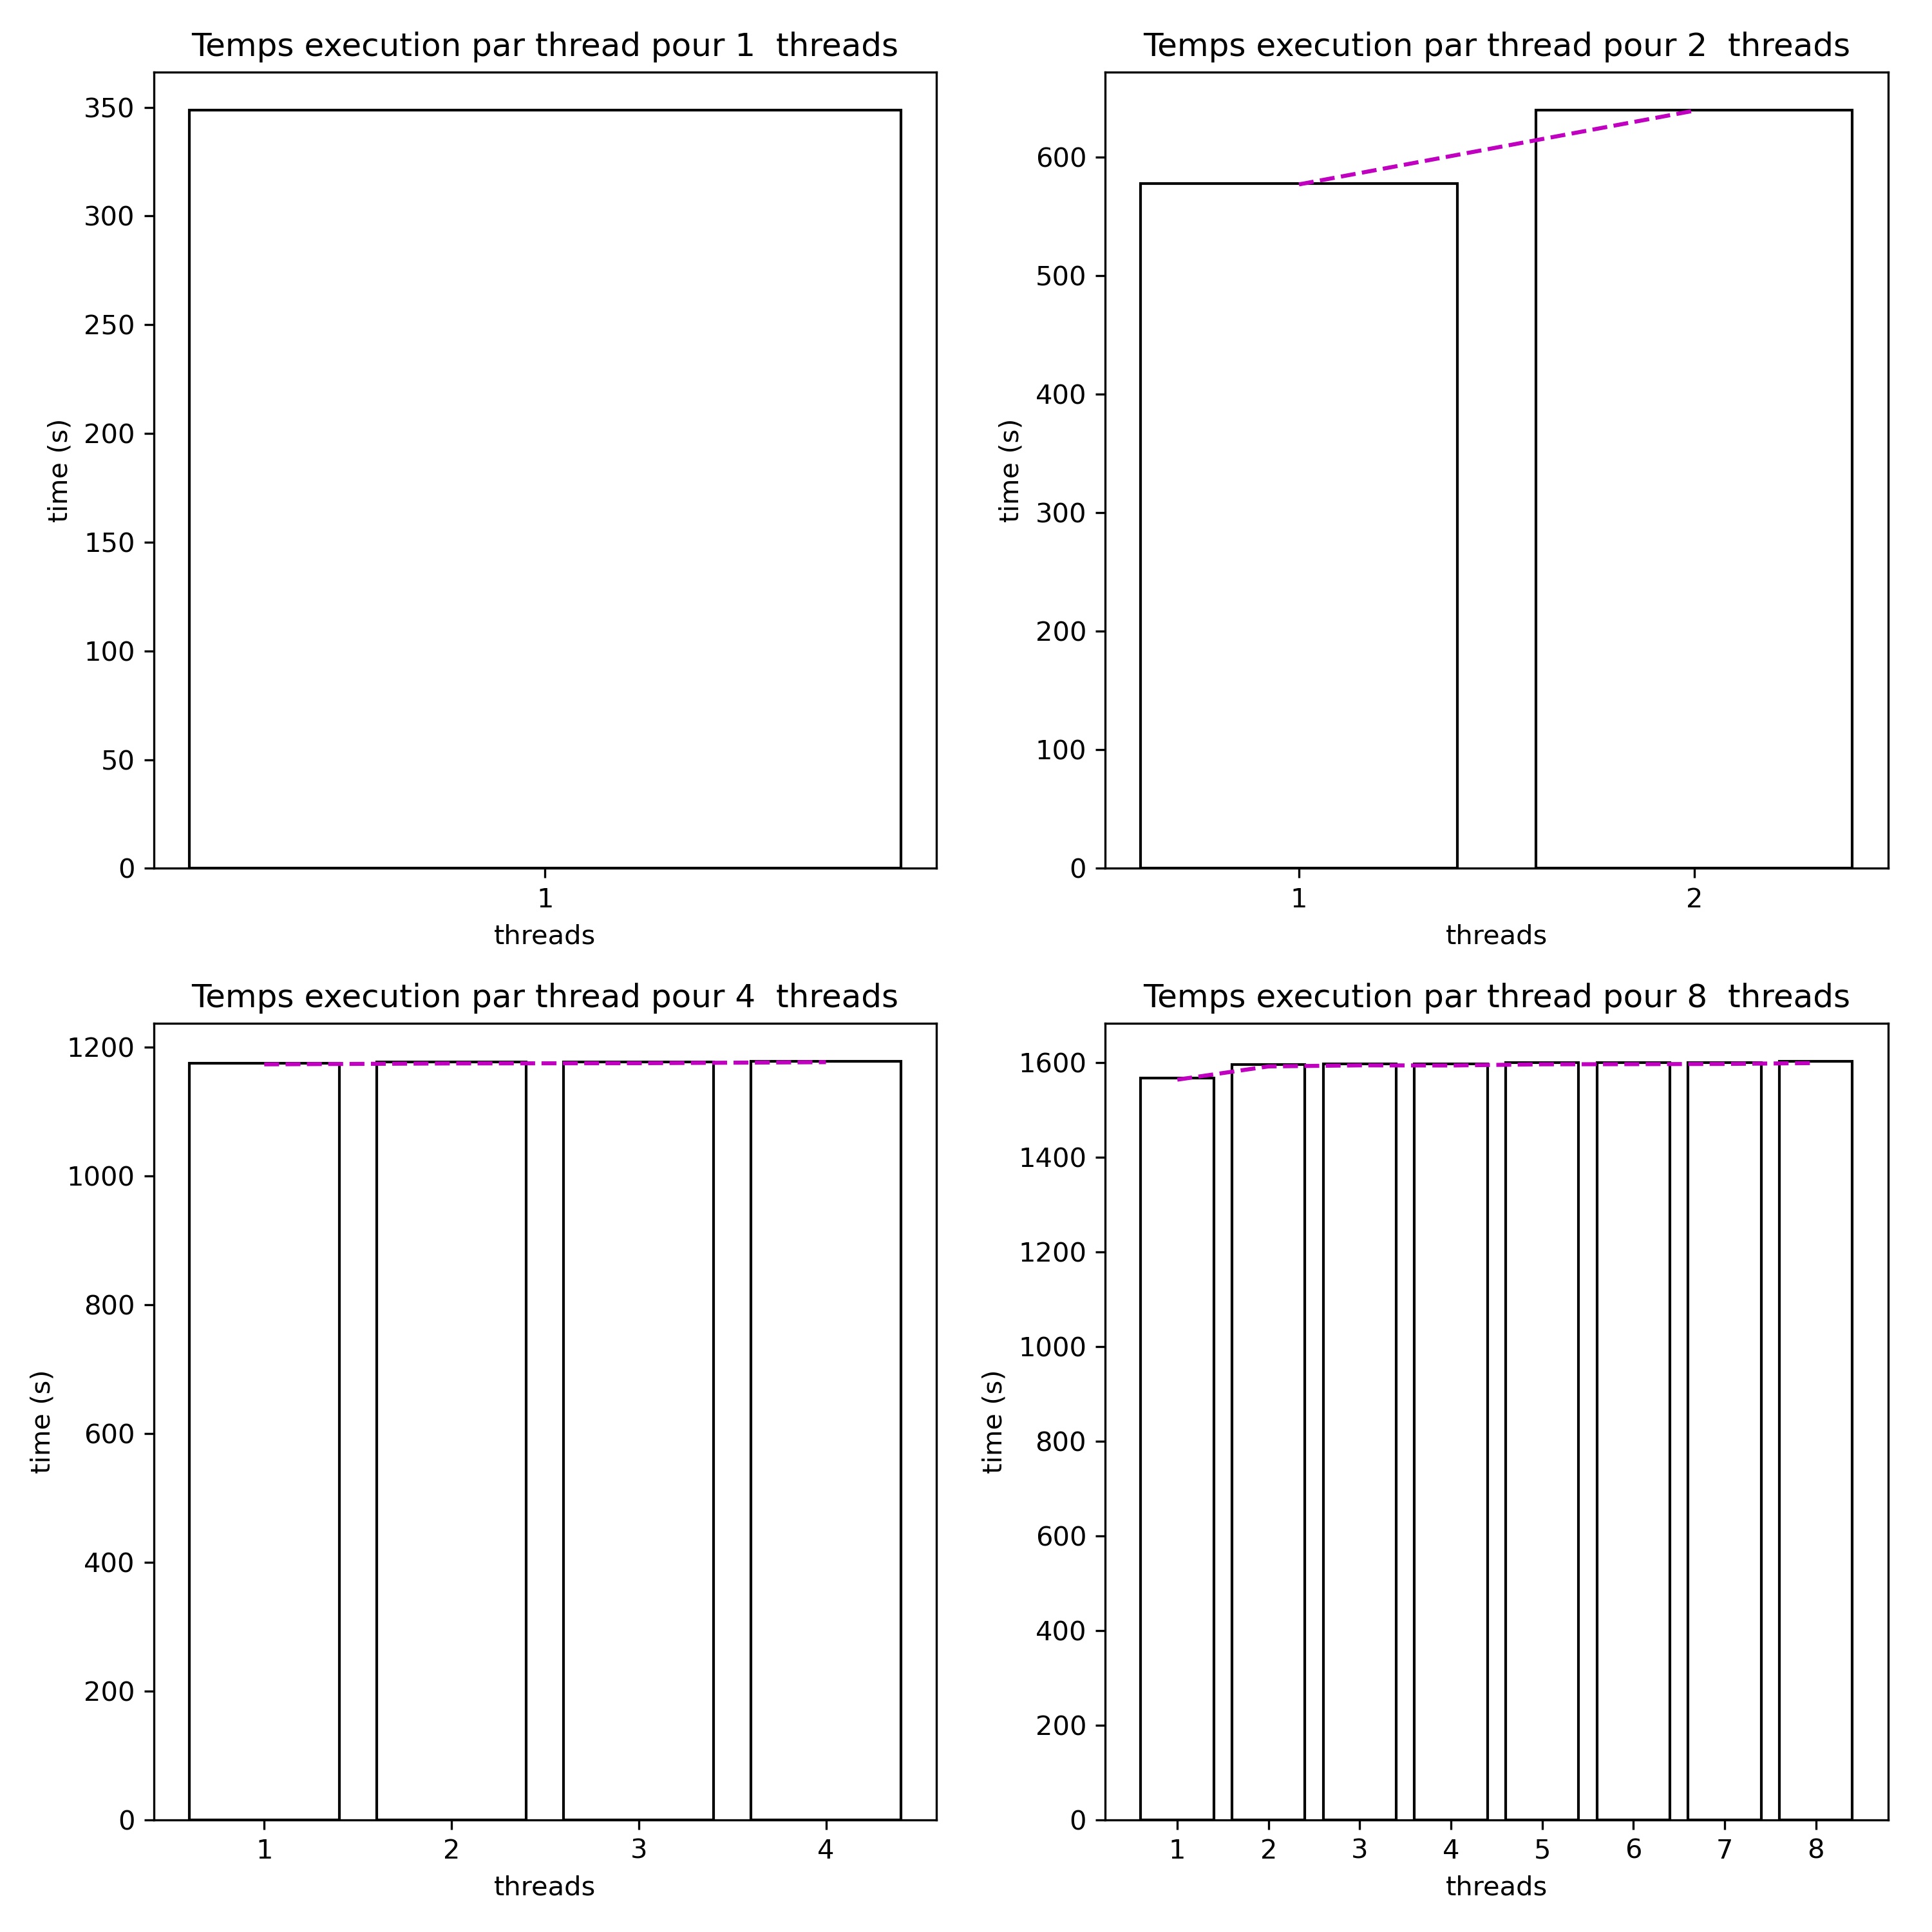 Temps execution par thread pour 1  threads
350
300
250
200
150
100
50
0
time (s)
1
threads
Temps execution par thread pour 2  threads
600
500
400
300
200
100
0
time (s)
1 2
threads
Temps execution par thread pour 4  threads
1200
1000
800
600
400
200
0
time (s)
1 2 3 4
threads
Temps execution par thread pour 8  threads
1600
1400
1200
1000
800
600
400
200
0
time (s)
1 2 3 4 5 6 7 8
threads